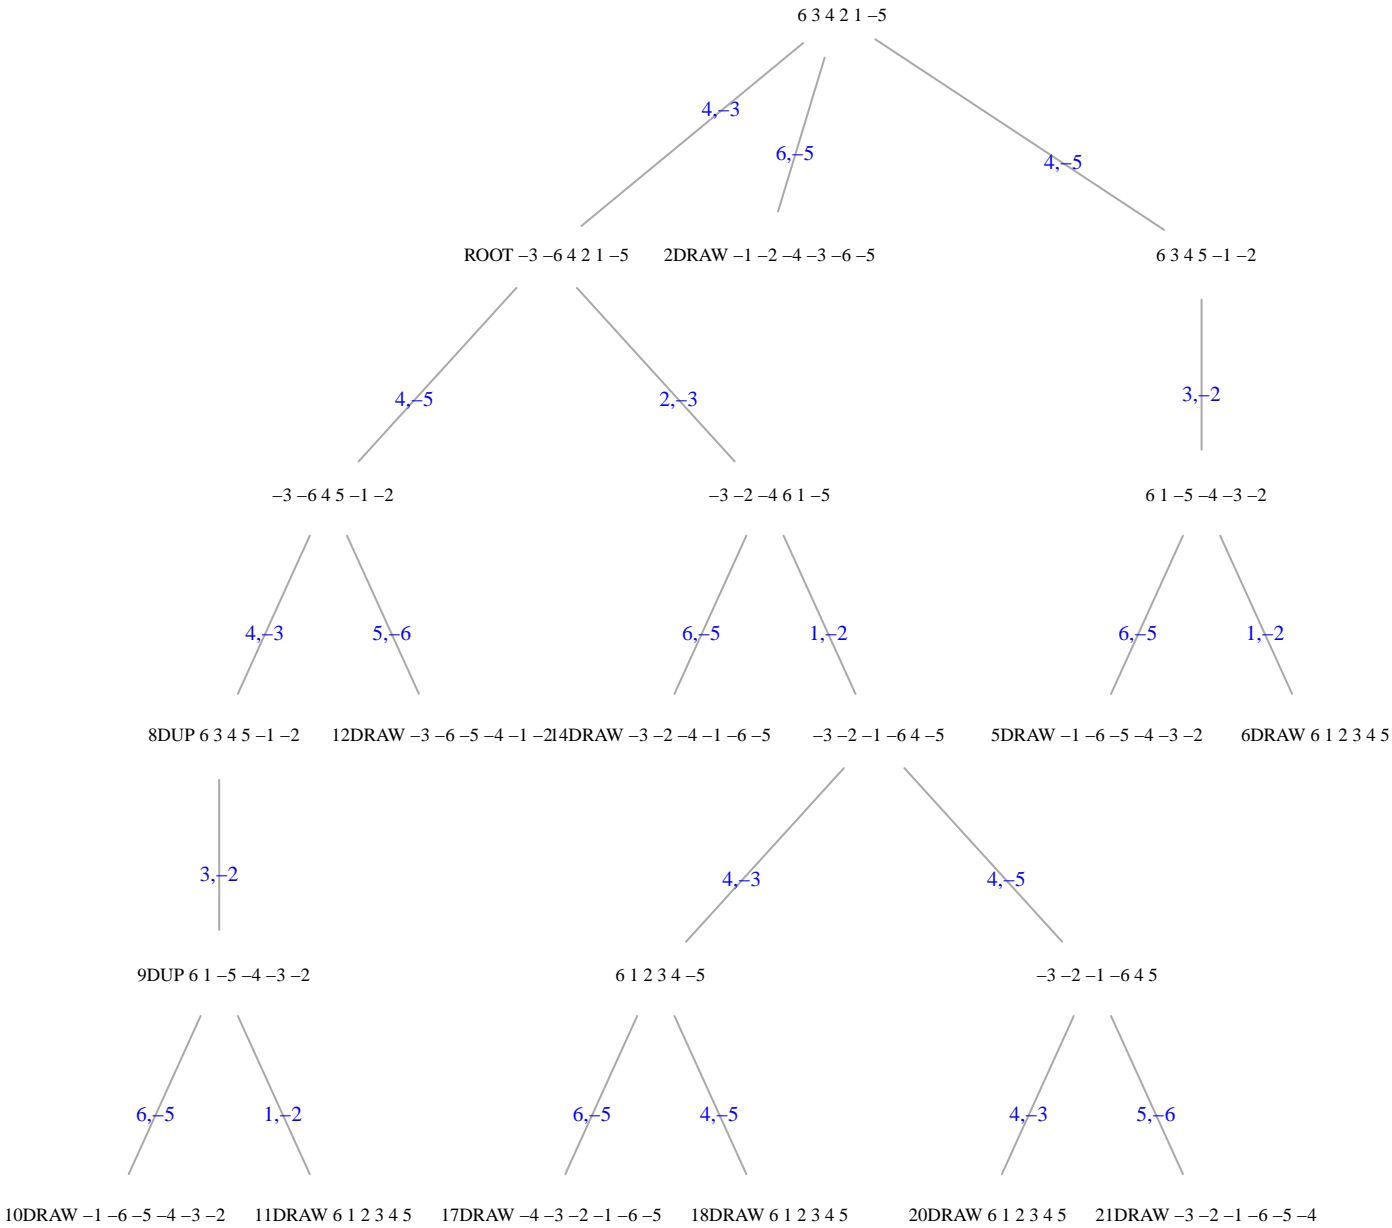 6 3 4 2 1 –5
4,–3
6,–5
4,–5
ROOT –3 –6 4 2 1 –5
2DRAW –1 –2 –4 –3 –6 –5
6 3 4 5 –1 –2
4,–5
2,–3
3,–2
–3 –6 4 5 –1 –2
–3 –2 –4 6 1 –5
6 1 –5 –4 –3 –2
4,–3
5,–6
6,–5
1,–2
6,–5
1,–2
8DUP 6 3 4 5 –1 –2
12DRAW –3 –6 –5 –4 –1 –2
14DRAW –3 –2 –4 –1 –6 –5
–3 –2 –1 –6 4 –5
5DRAW –1 –6 –5 –4 –3 –2
6DRAW 6 1 2 3 4 5
3,–2
4,–3
4,–5
9DUP 6 1 –5 –4 –3 –2
6 1 2 3 4 –5
–3 –2 –1 –6 4 5
6,–5
1,–2
6,–5
4,–5
4,–3
5,–6
10DRAW –1 –6 –5 –4 –3 –2
11DRAW 6 1 2 3 4 5
17DRAW –4 –3 –2 –1 –6 –5
18DRAW 6 1 2 3 4 5
20DRAW 6 1 2 3 4 5
21DRAW –3 –2 –1 –6 –5 –4